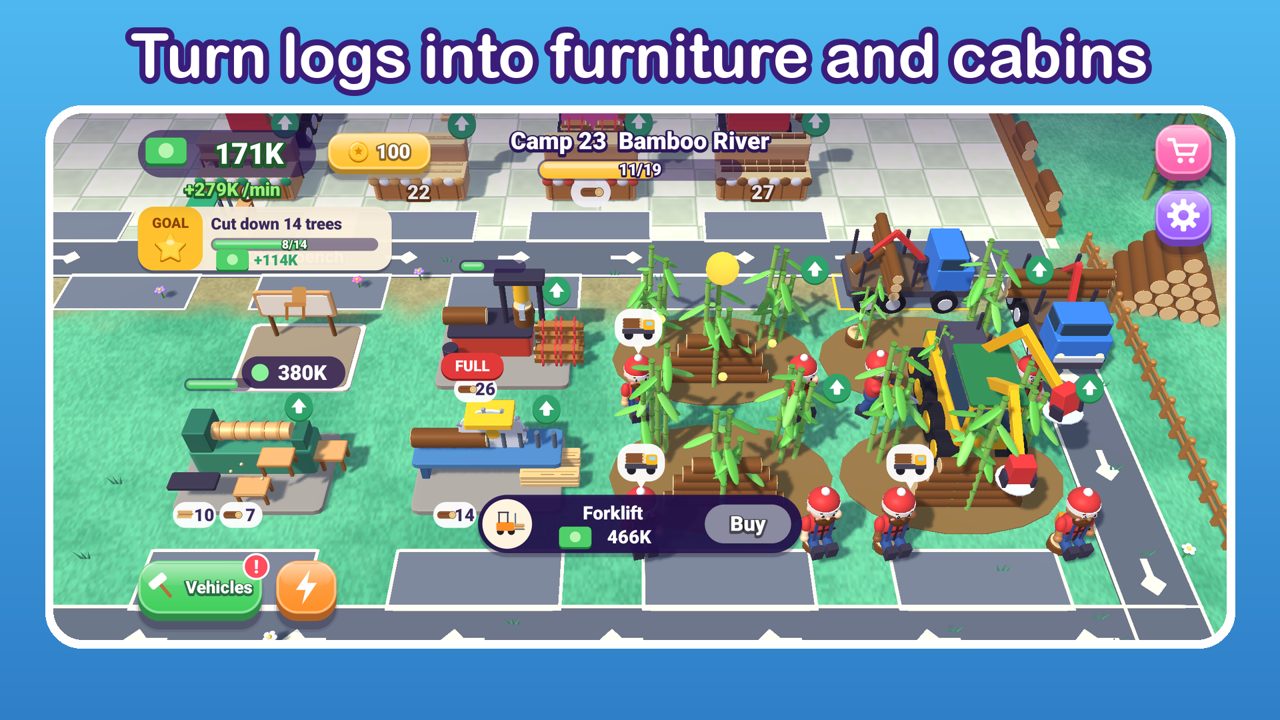 Turn logs into furniture and cabins
171K
+279K /min
100
Camp 23 Bamboo River
11/19
22
27
GOAL
Cut down 14 trees
8/14
+114K
380K
FULL
26
10
7
14
Forklift
466K
Buy
Vehicles
!